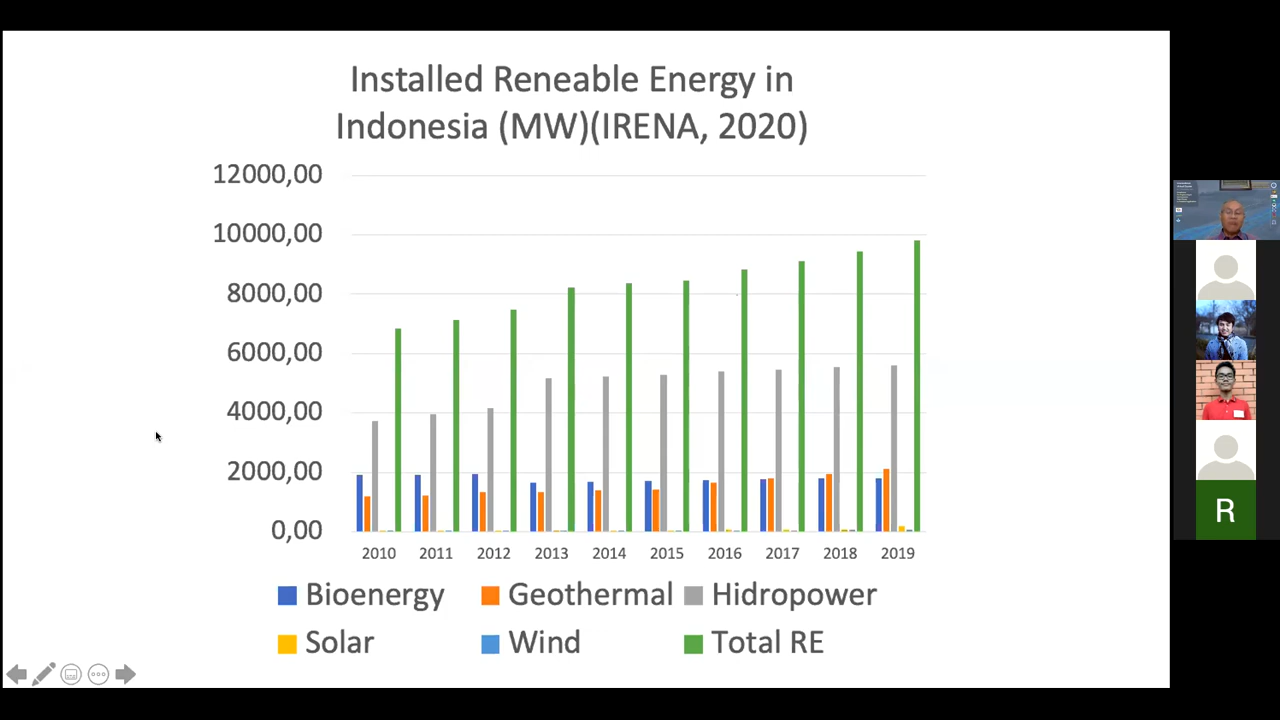 Installed Reneable Energy in
Indonesia (MW)(IRENA, 2020)
12000,00
10000,00
8000,00
6000,00
4000,00
2000,00
0,00
2010 2011 2012 2013 2014 2015 2016 2017 2018 2019
Bioenergy Geothermal Hidropower
Solar Wind Total RE
R